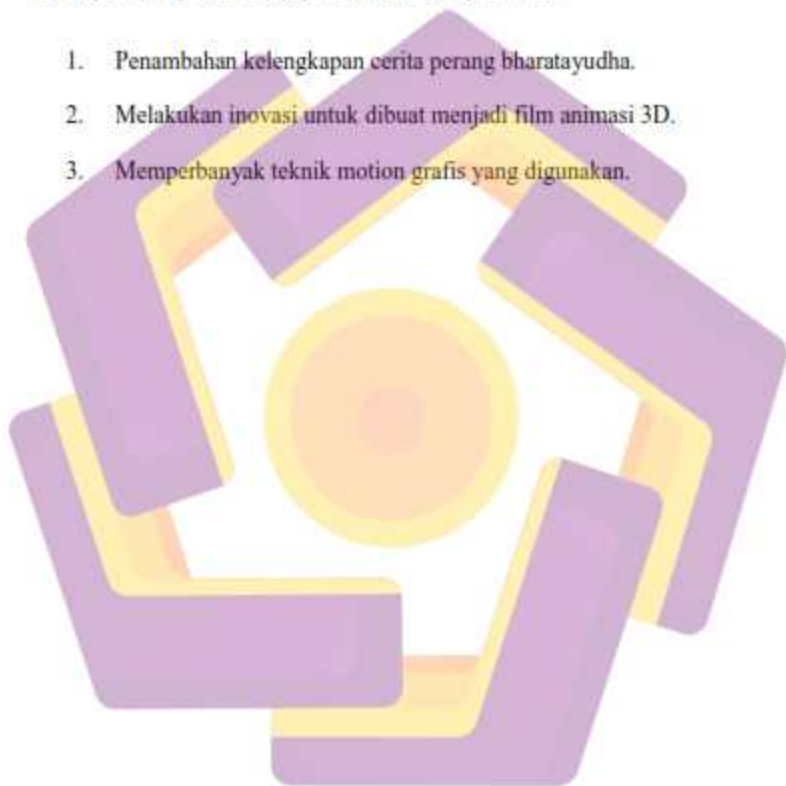 1. Penambahan kelengkapan cerita perang bharatayudha.
2. Melakukan inovasi untuk dibuat menjadi film animasi 3D.
3. Memperbanyak teknik motion grafis yang digunakan.